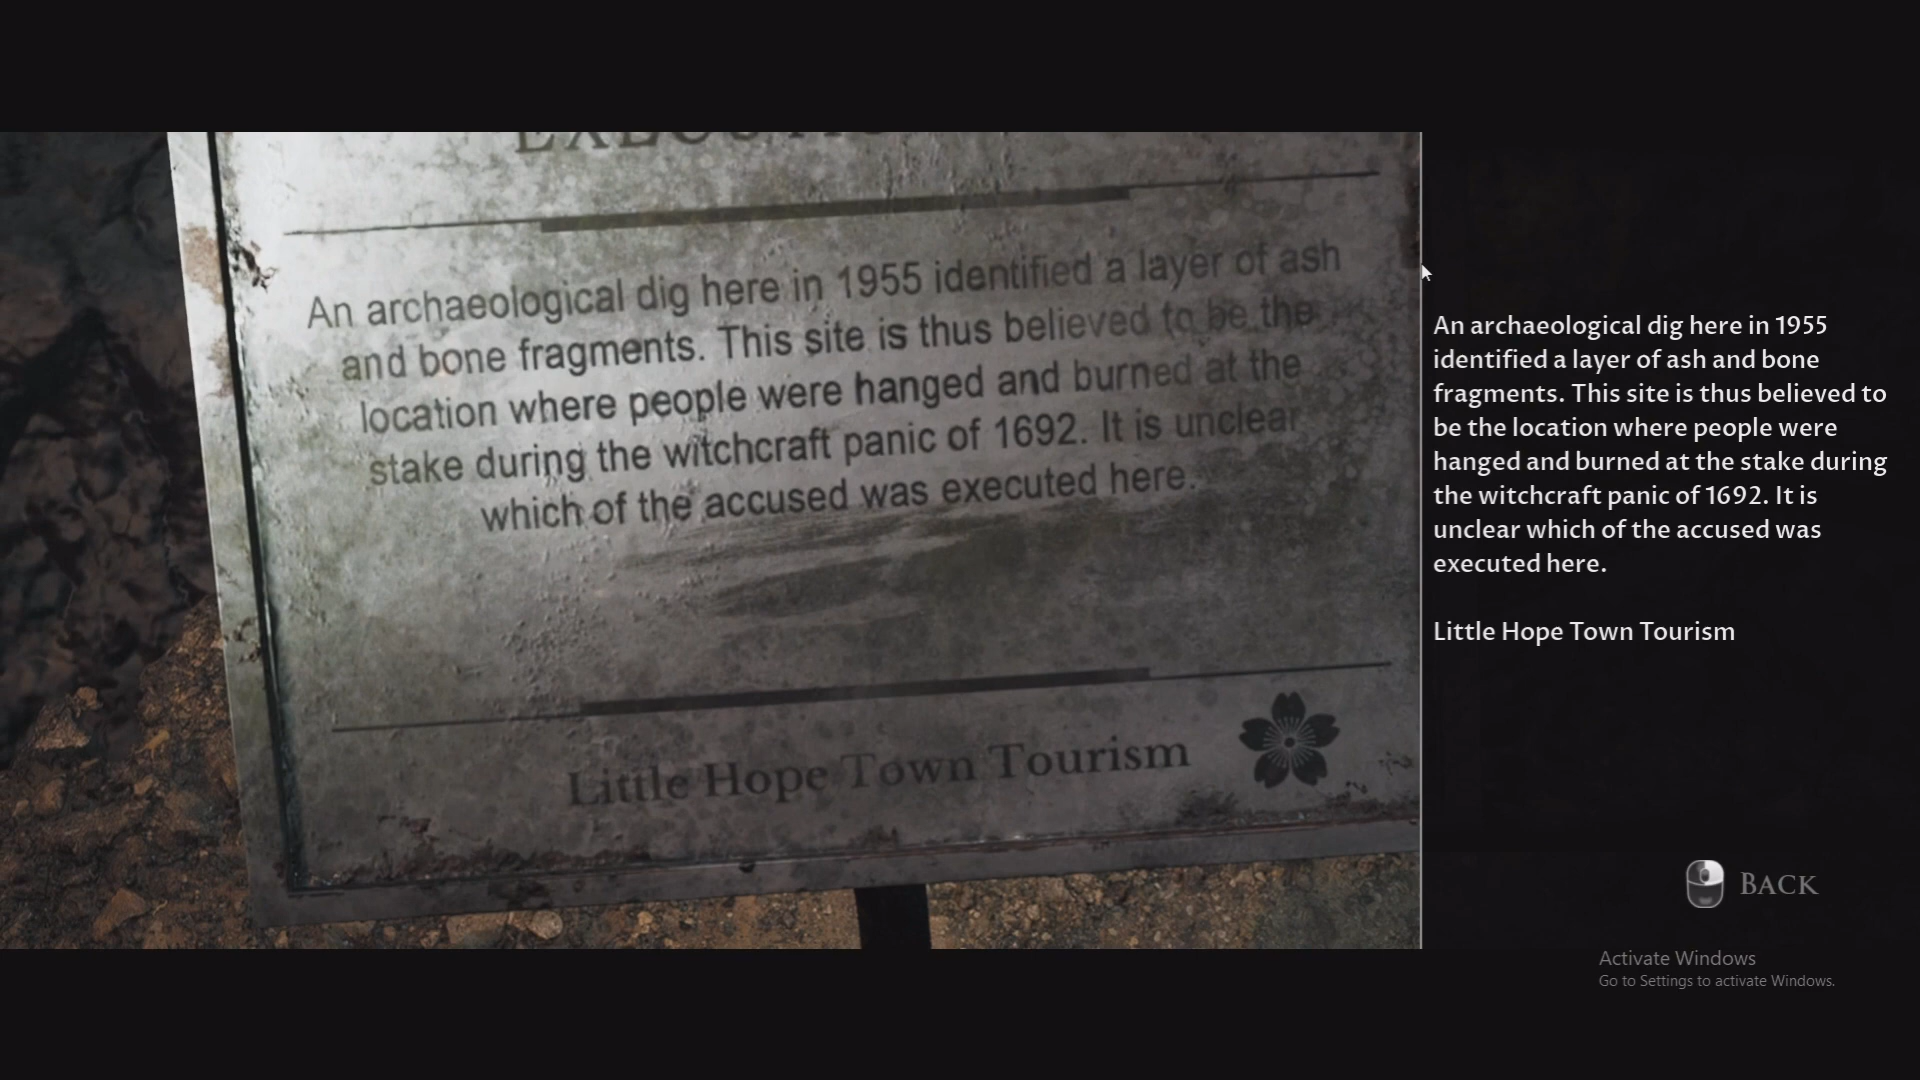 An archaeological dig here in 1955 identified a layer of ash
and bone fragments. This site is thus believed to be the
location where people were hanged and burned at the
stake during the witchcraft panic of 1692. It is unclear
which of the accused was executed here.
Little Hope Town Tourism
An archaeological dig here in 1955
identified a layer of ash and bone
fragments. This site is thus believed to
be the location where people were
hanged and burned at the stake during
the witchcraft panic of 1692. It is
unclear which of the accused was
executed here.
Little Hope Town Tourism
BACK
Activate Windows
Go to Settings to activate Windows.